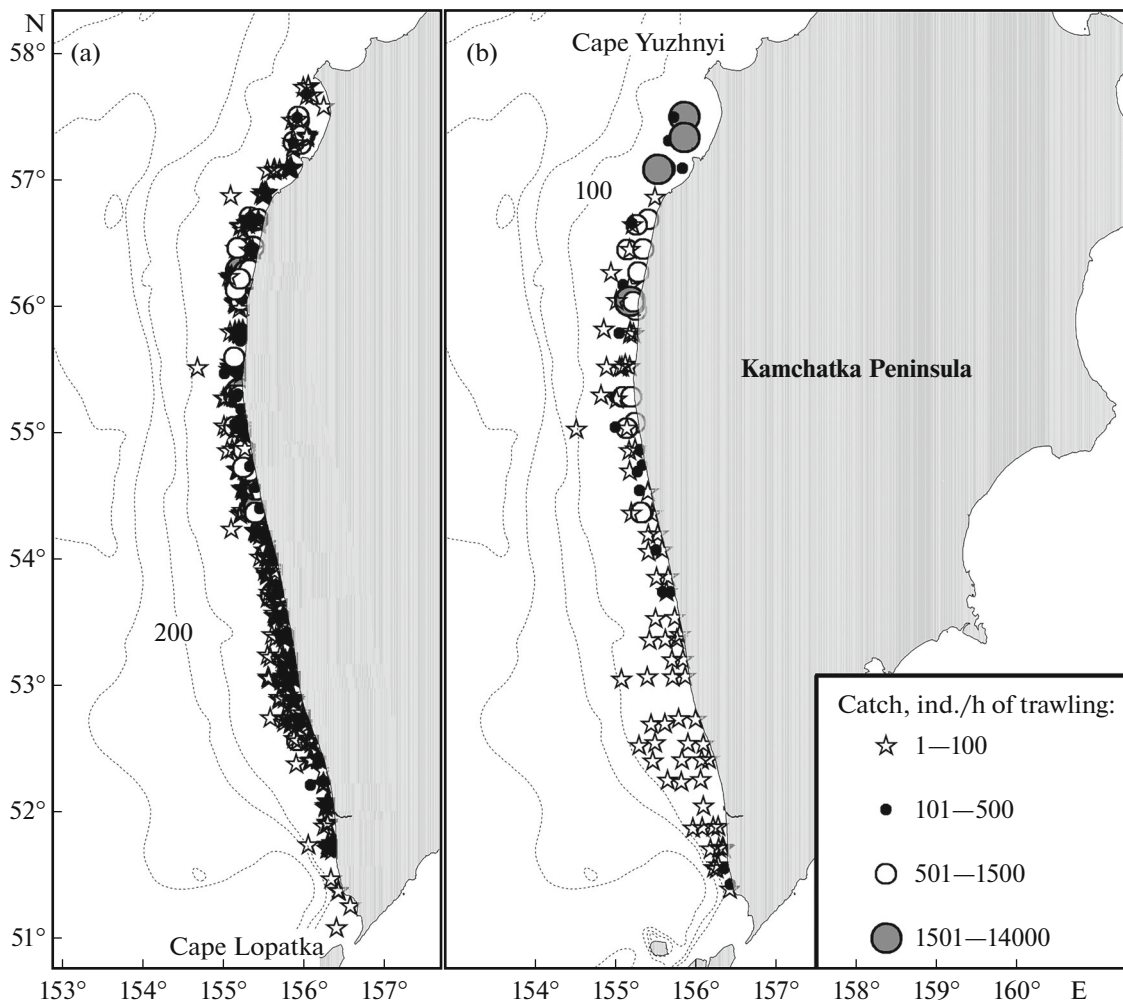 N
58°
57°
56°
55°
54°
53°
52°
51°
(a)
200
Cape Lopatka
153° 154° 155° 156° 157°
(b)
Cape Yuzhnyi
100
Kamchatka Peninsula
Catch, ind./h of trawling:
1—100
101—500
501—1500
1501—14000
154° 155° 156° 157° 158° 159° 160° E